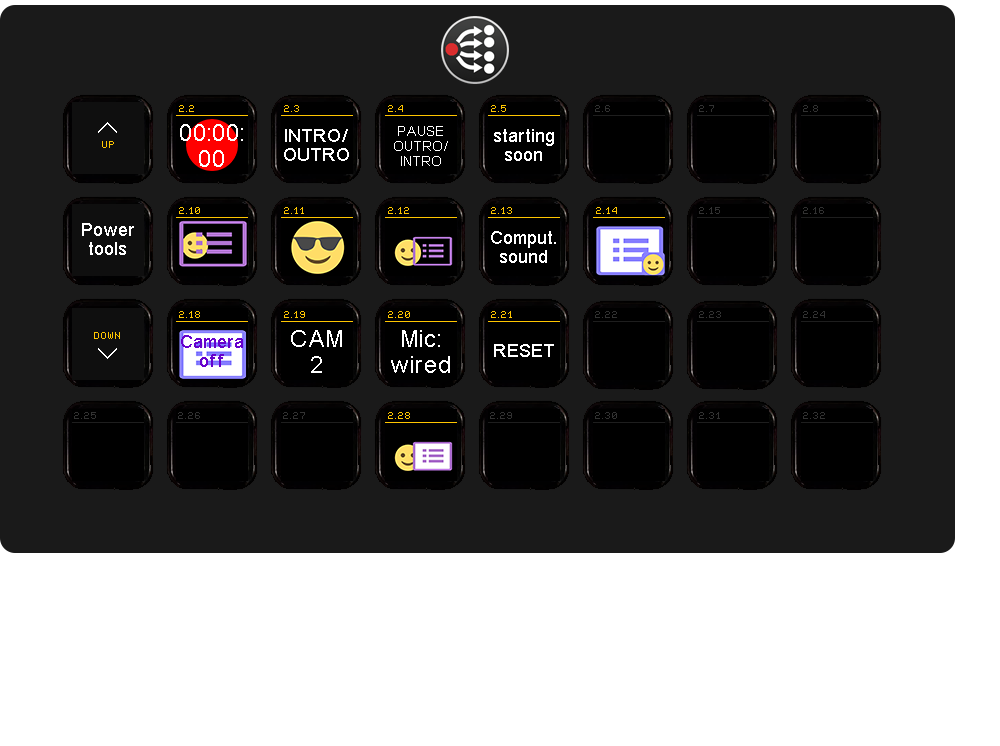 UP
2.2
00:00:
00
2.3
INTRO/
OUTRO
2.4
PAUSE
OUTRO/
INTRO
2.5
starting
soon
2.6
2.7
2.8
Power
tools
2.10
2.11
2.12
2.13
Comput.
sound
2.14
2.15
2.16
DOWN
2.18
Camera
off
2.19
CAM
2
2.20
Mic:
wired
2.21
RESET
2.22
2.23
2.24
2.25
2.26
2.27
2.28
2.29
2.30
2.31
2.32